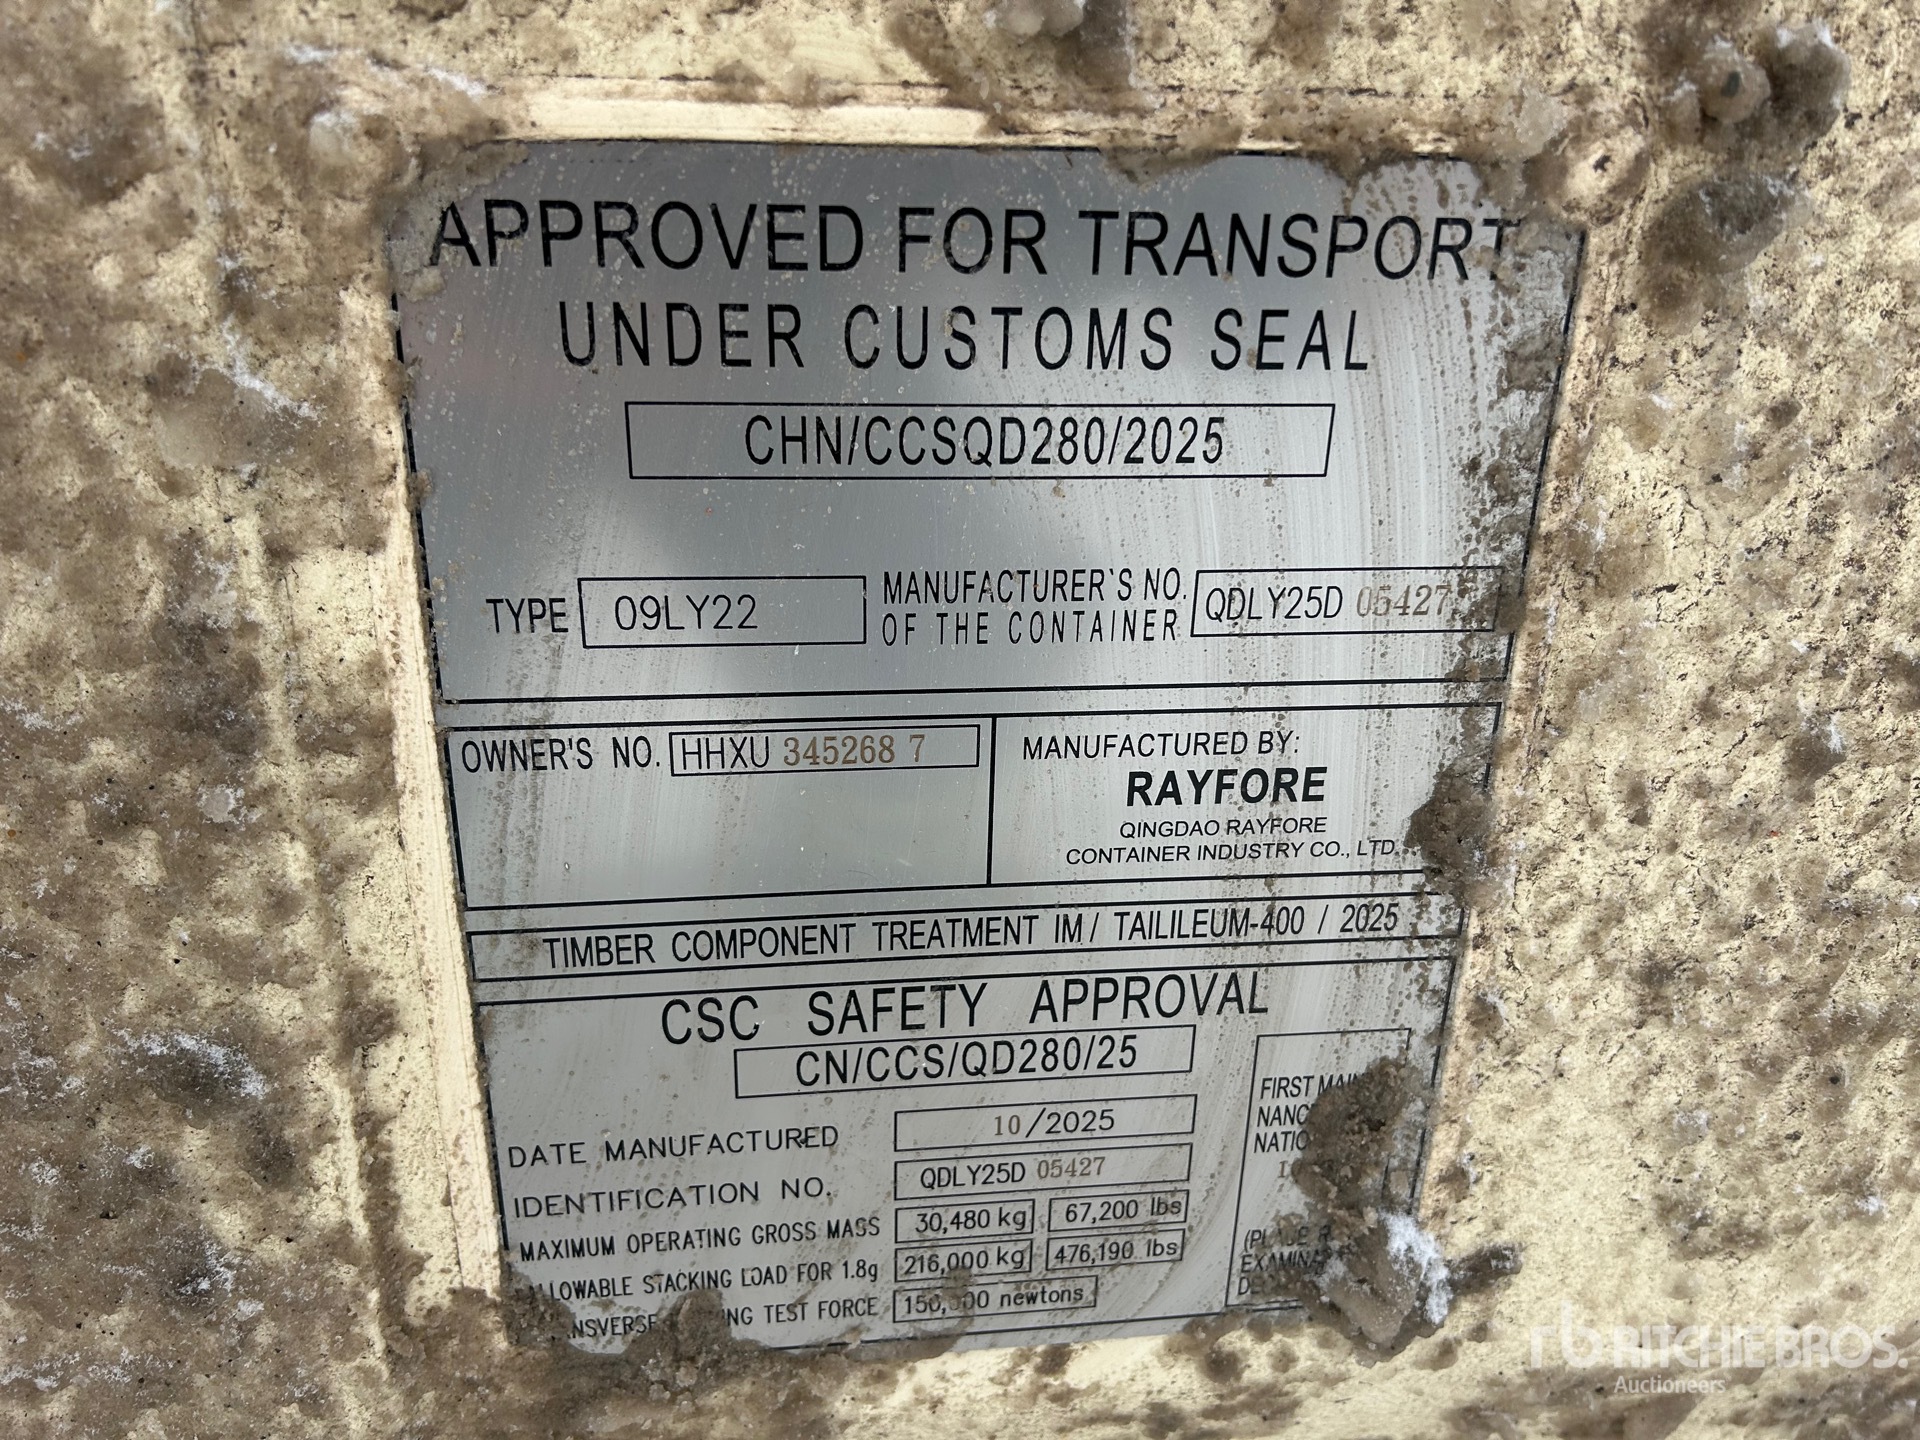 APPROVED FOR TRANSPORT
UNDER CUSTOMS SEAL
CHN/CCSQD280/2025
TYPE 09LY22
MANUFACTURER'S NO.
OF THE CONTAINER
QDLY25D 05427
OWNER'S NO. HHXU 345268 7
MANUFACTURED BY:
RAYFORE
QINGDAO RAYFORE
CONTAINER INDUSTRY CO., LTD
TIMBER COMPONENT TREATMENT IM / TAILILEUM-400 / 2025
CSC SAFETY APPROVAL
CN/CCS/QD280/25
DATE MANUFACTURED 10/2025
IDENTIFICATION NO. QDLY25D 05427
MAXIMUM OPERATING GROSS MASS 30,480 kg 67,200 lbs
STACKING LOAD FOR 1.8g 216,000 kg 476,190 lbs
TEST FORCE newtons
FIRST
RITCHIE BROS.
Auctioneers